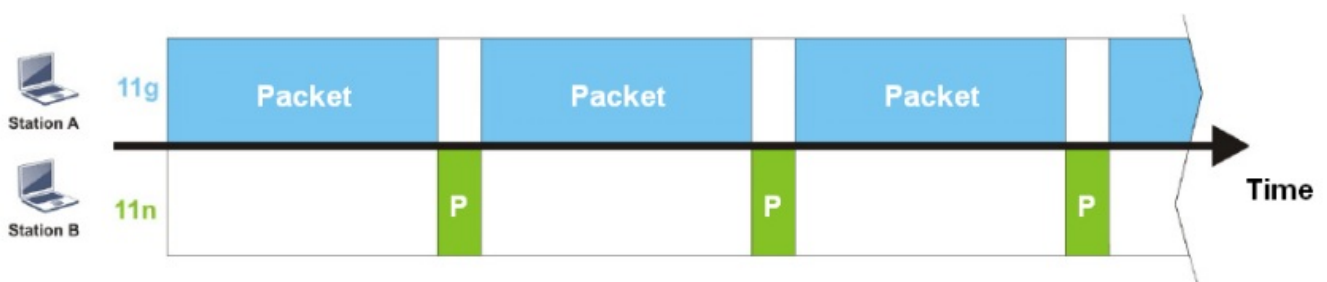 11g
Packet Packet Packet
Station A
Time
11n
P P P
Station B